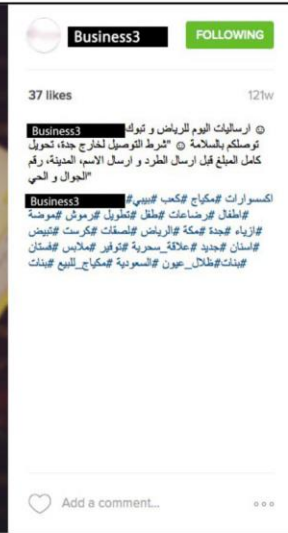 Business3
FOLLOWING
37 likes
121w
Business3 ارساليات اليوم للرياض و تبوك ☺
توصلكم بالسلامة ☺ "شرط التوصيل لخارج جدة، تحويل
كامل المبلغ قبل ارسال الطرد و ارسال الاسم، المدينة، رقم
الجوال و الحي"
Business3 #اكسسوارات #مكياج #كعب #بيبي
#اطفال #رضاعات #طفل #تطويل #رموش #موضة
#ازياء #جدة #مكة #الرياض #لصقات #كرست #تبيض
#اسنان #جديد #علاقة_سحرية #توفير #ملابس #فستان
#بنات #ظلال_عيون #السعودية #مكياج_للبيع #بنات
Add a comment...